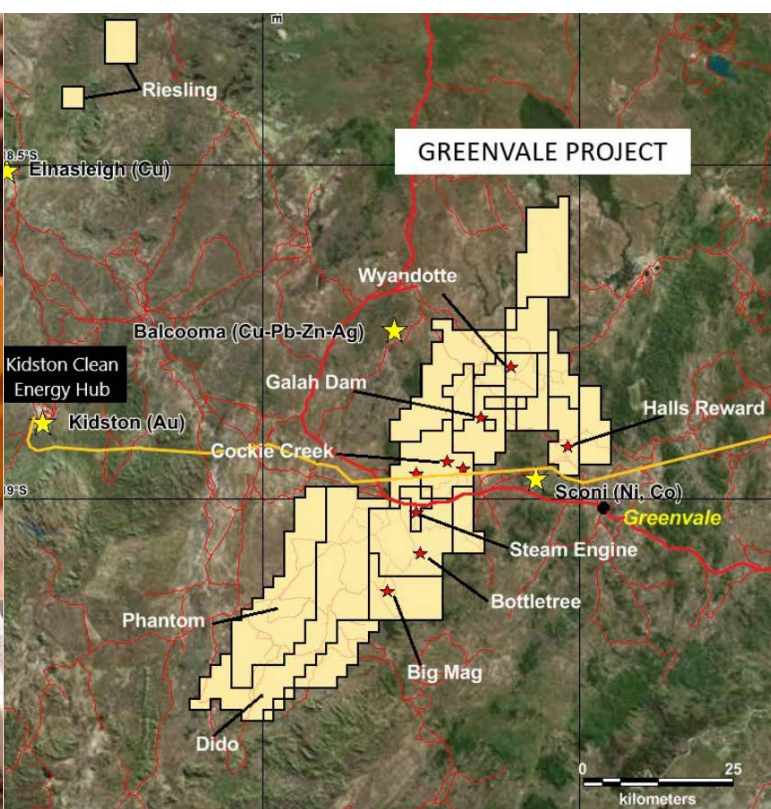 Riesling
18.5°S
Einasleigh (Cu)
GREENVALE PROJECT
Wyandotte
Balcooma (Cu-Pb-Zn-Ag)
Kidston Clean
Energy Hub
Galah Dam
Kidston (Au)
Halls Reward
Cockie Creek
19°S
Sconi (Ni, Co)
Greenvale
Steam Engine
Bottletree
Phantom
Big Mag
Dido
0 25
kilometers